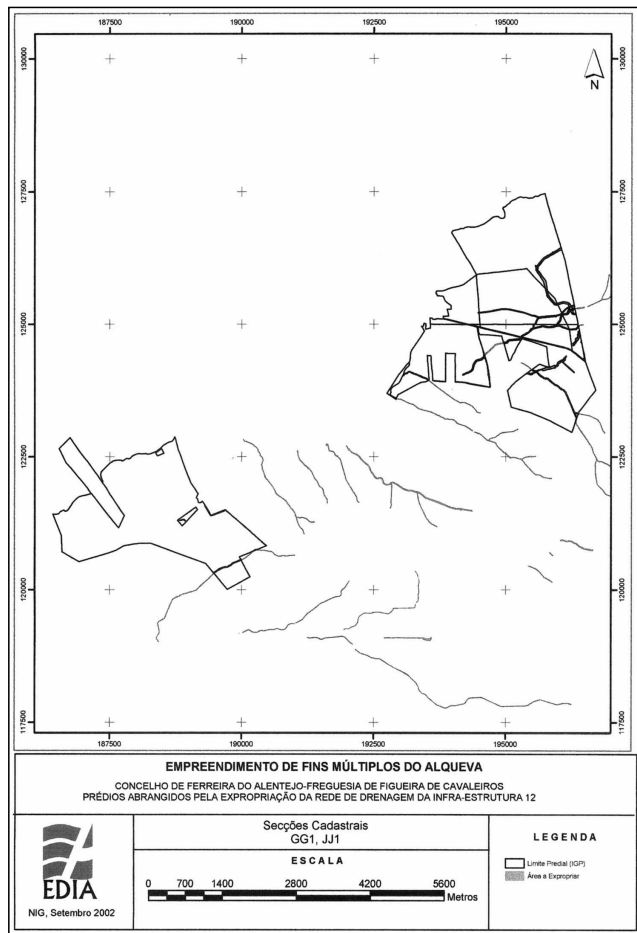 187500 190000 192500 195000
130000 130000
N
127500 127500
125000 125000
122500 122500
120000 120000
117500 117500
187500 190000 192500 195000
EMPREENDIMENTO DE FINS MÚLTIPLOS DO ALQUEVA
CONCELHO DE FERREIRA DO ALENTEJO-FREGUESIA DE FIGUEIRA DE CAVALEIROS
PRÉDIOS ABRANGIDOS PELA EXPROPRIAÇÃO DA REDE DE DRENAGEM DA INFRA-ESTRUTURA 12
EDIA
NIG, Setembro 2002
Secções Cadastrais
GG1, JJ1
ESCALA
0 700 1400 2800 4200 5600
Metros
LEGENDA
Limite Predial (IGP)
Área a Expropriar